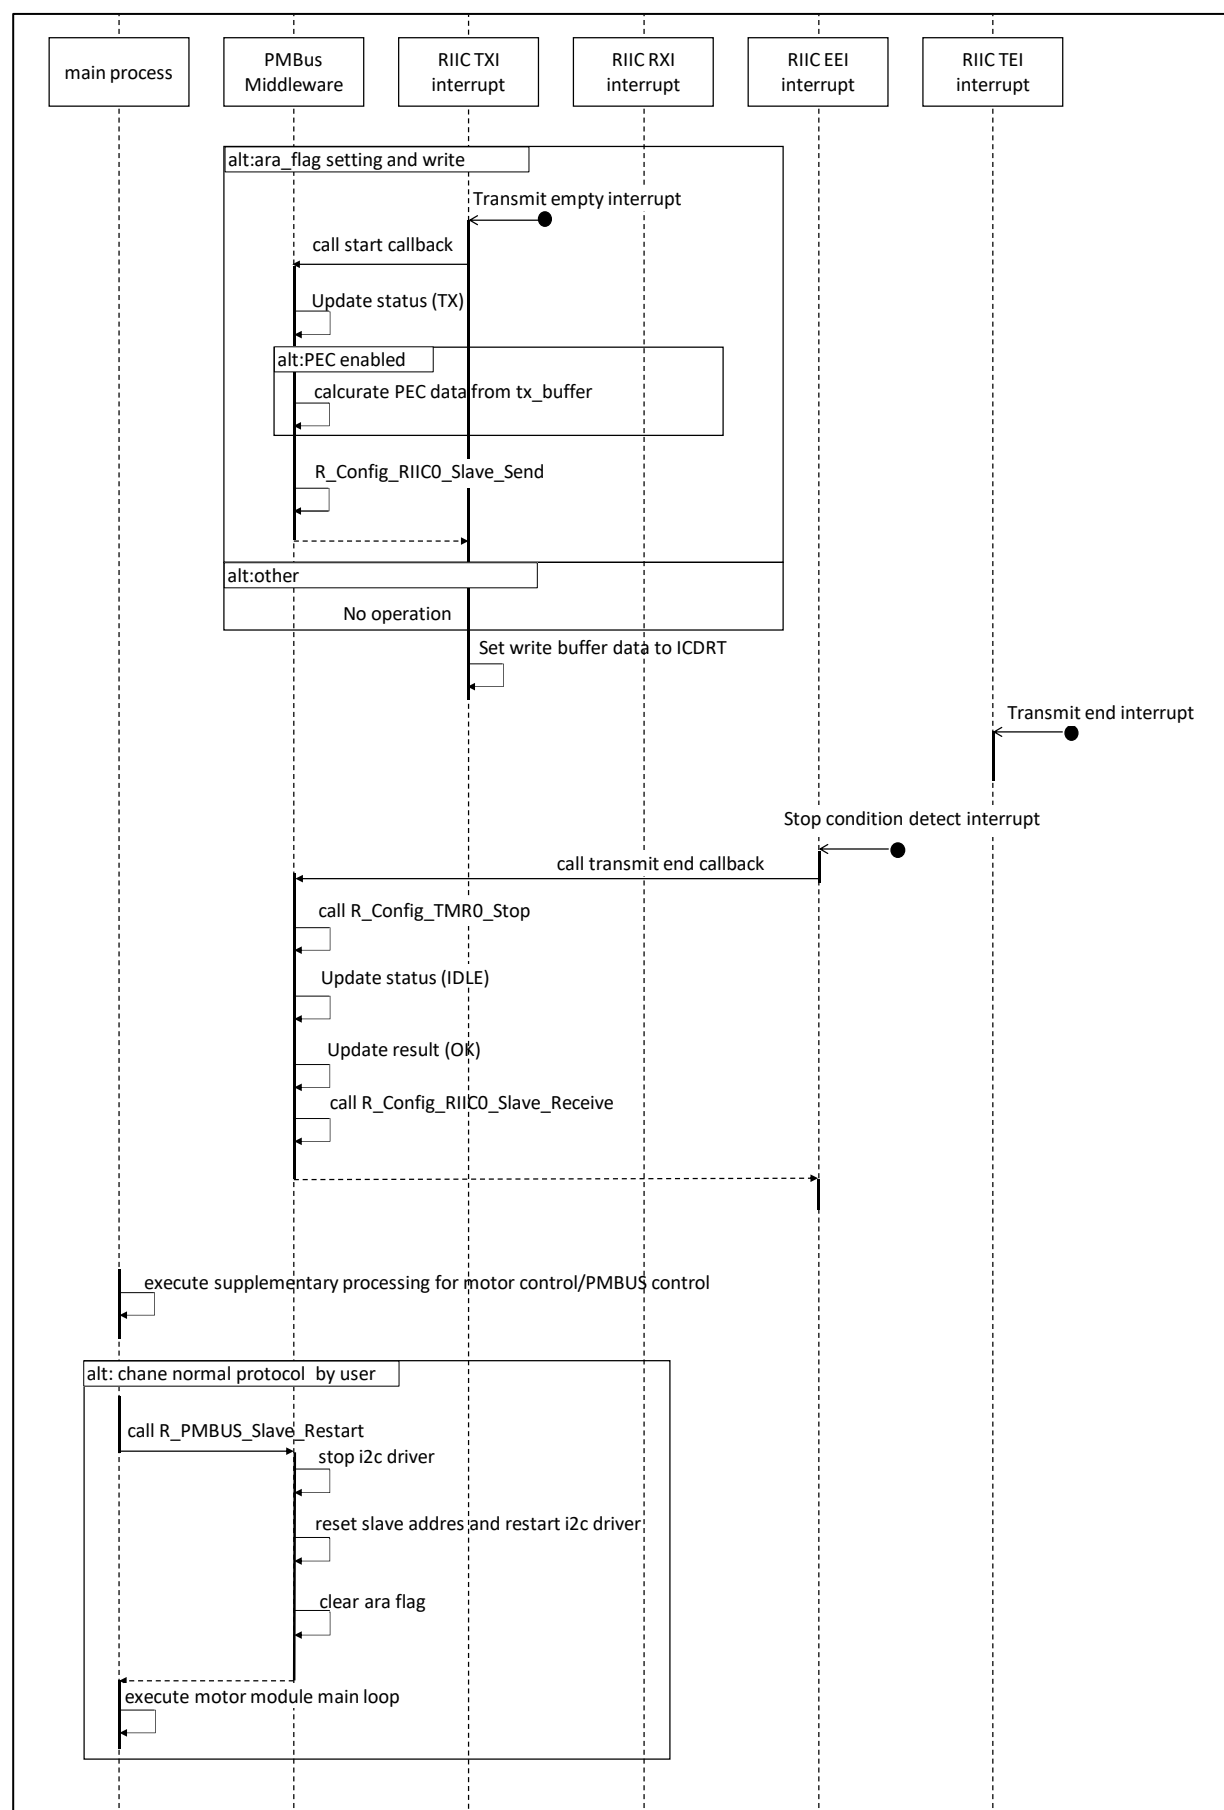 main process
PMBus
Middleware
RIIC TXI
interrupt
RIIC RXI
interrupt
RIIC EEI
interrupt
RIIC TEI
interrupt
alt:ara_flag setting and write
Transmit empty interrupt
call start callback
Update status (TX)
alt:PEC enabled
calcurate PEC data from tx_buffer
R_Config_RIIC0_Slave_Send
alt:other
No operation
Set write buffer data to ICDRT
Transmit end interrupt
Stop condition detect interrupt
call transmit end callback
call R_Config_TMR0_Stop
Update status (IDLE)
Update result (OK)
call R_Config_RIIC0_Slave_Receive
execute supplementary processing for motor control/PMBUS control
alt: chane normal protocol by user
call R_PMBUS_Slave_Restart
stop i2c driver
reset slave addres and restart i2c driver
clear ara flag
execute motor module main loop